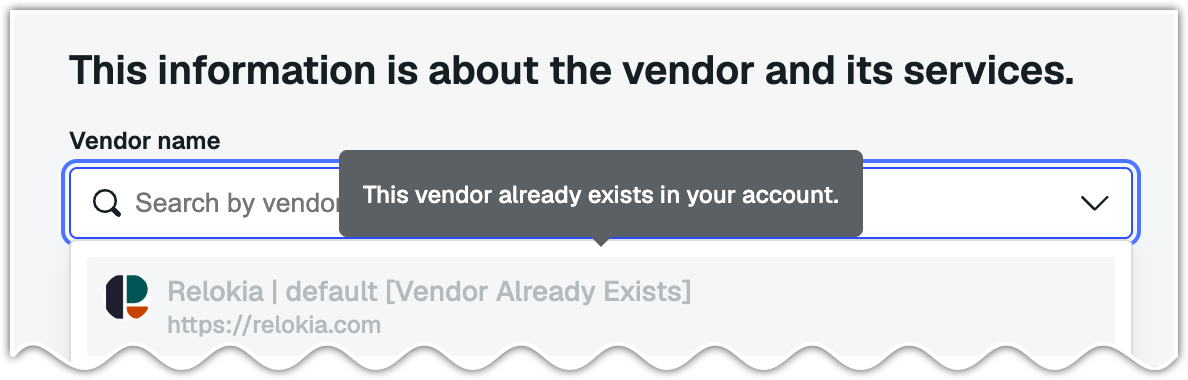 This information is about the vendor and its services.
Vendor name
Search by vendor
This vendor already exists in your account.
Relokia | default [Vendor Already Exists]
https://relokia.com